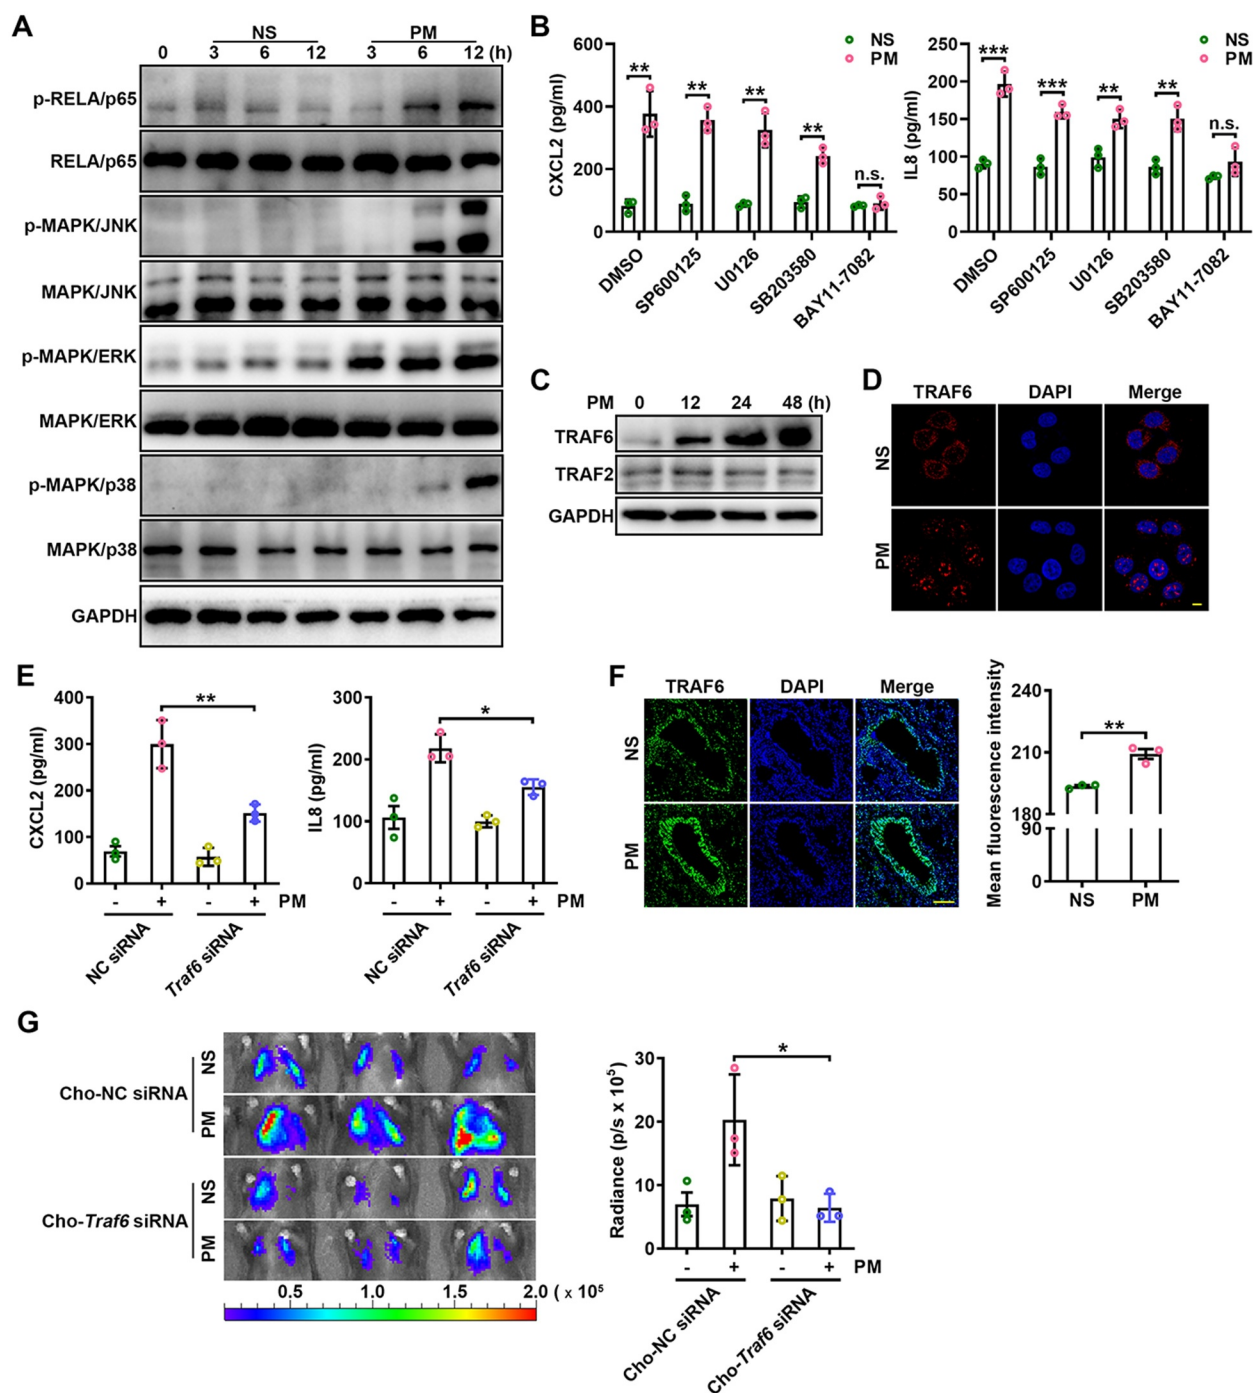 A
NS PM
0 3 6 12 3 6 12 (h)
p-RELA/p65
RELA/p65
p-MAPK/JNK
MAPK/JNK
p-MAPK/ERK
MAPK/ERK
p-MAPK/p38
MAPK/p38
GAPDH
B
CXCL2 (pg/ml)
600
400
200
0
NS
PM
** ** ** ** n.s.
DMSO SP600125 U0126 SB203580 BAY11-7082
IL8 (pg/ml)
250
200
150
100
50
0
NS
PM
*** *** ** ** n.s.
DMSO SP600125 U0126 SB203580 BAY11-7082
C
PM 0 12 24 48 (h)
TRAF6
TRAF2
GAPDH
D
TRAF6 DAPI Merge
NS
PM
E
CXCL2 (pg/ml)
400
300
200
100
0
**
- + - + PM
NC siRNA Traf6 siRNA
IL8 (pg/ml)
300
200
100
0
*
- + - + PM
NC siRNA Traf6 siRNA
F
TRAF6 DAPI Merge
NS
PM
Mean fluorescence intensity
240
210
180
90
0
**
NS PM
G
Cho-NC siRNA
NS
PM
Cho-Traf6 siRNA
NS
PM
0.5 1.0 1.5 2.0 ( x 10⁵
Radiance (p/s x 10⁵)
30
20
10
0
*
- + - + PM
Cho-NC siRNA Cho-Traf6 siRNA